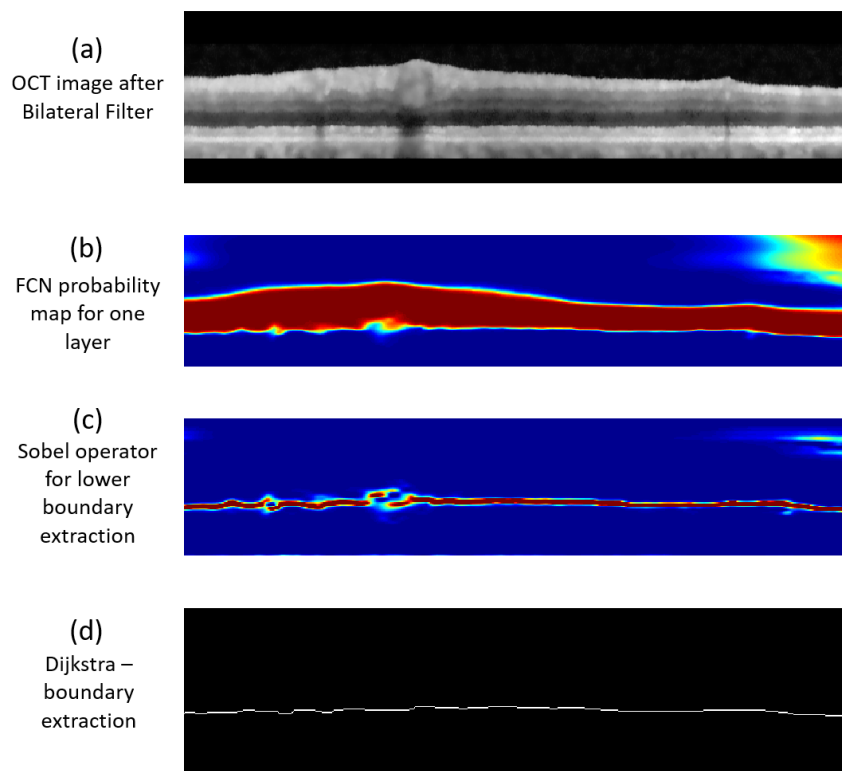 (a)
OCT image after
Bilateral Filter
(b)
FCN probability
map for one
layer
(c)
Sobel operator
for lower
boundary
extraction
(d)
Dijkstra –
boundary
extraction